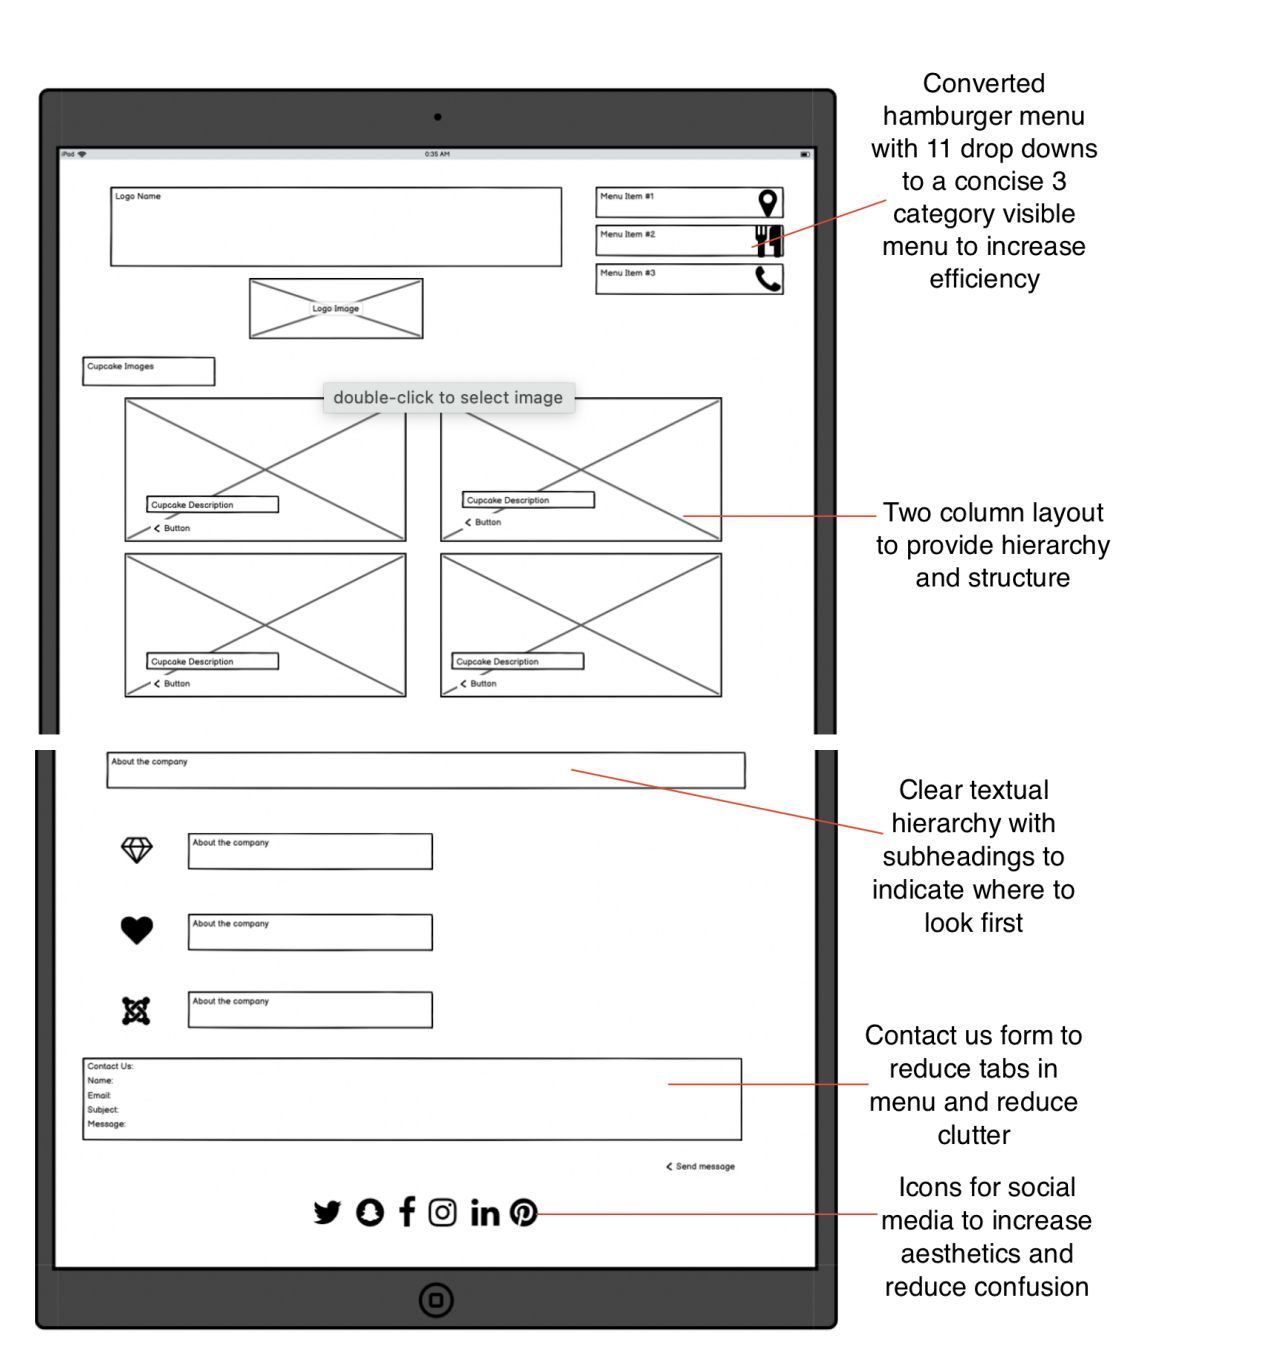 Converted
hamburger menu
with 11 drop downs
to a concise 3
category visible
menu to increase
efficiency
iPad
0:35 AM
Logo Name
Menu Item #1
Menu Item #2
Menu Item #3
Logo Image
Cupcake Images
double-click to select image
Cupcake Description
< Button
Cupcake Description
< Button
Two column layout
to provide hierarchy
and structure
Cupcake Description
< Button
Cupcake Description
< Button
About the company
Clear textual
hierarchy with
subheadings to
indicate where to
look first
About the company
About the company
About the company
Contact Us:
Name:
Email:
Subject:
Message:
Contact us form to
reduce tabs in
menu and reduce
clutter
< Send message
Icons for social
media to increase
aesthetics and
reduce confusion